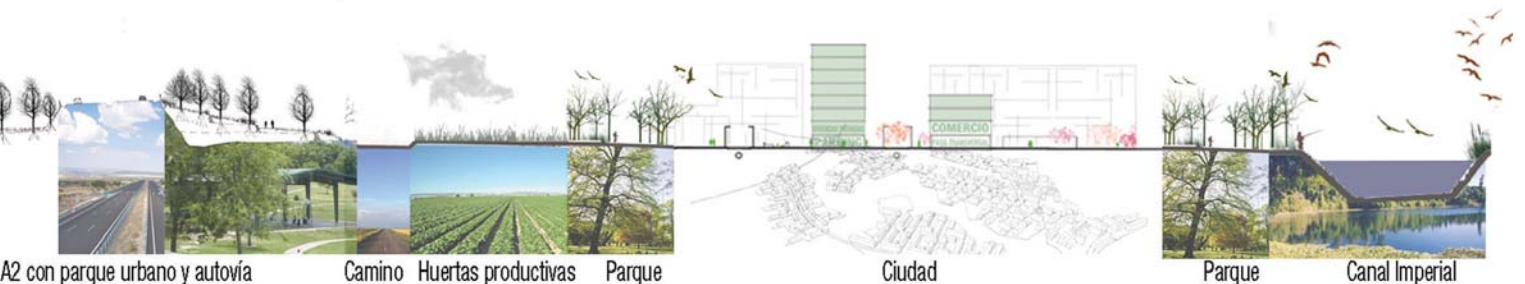 COMERCIO
A2 con parque urbano y autovía
Camino
Huertas productivas
Parque
Ciudad
Parque
Canal Imperial